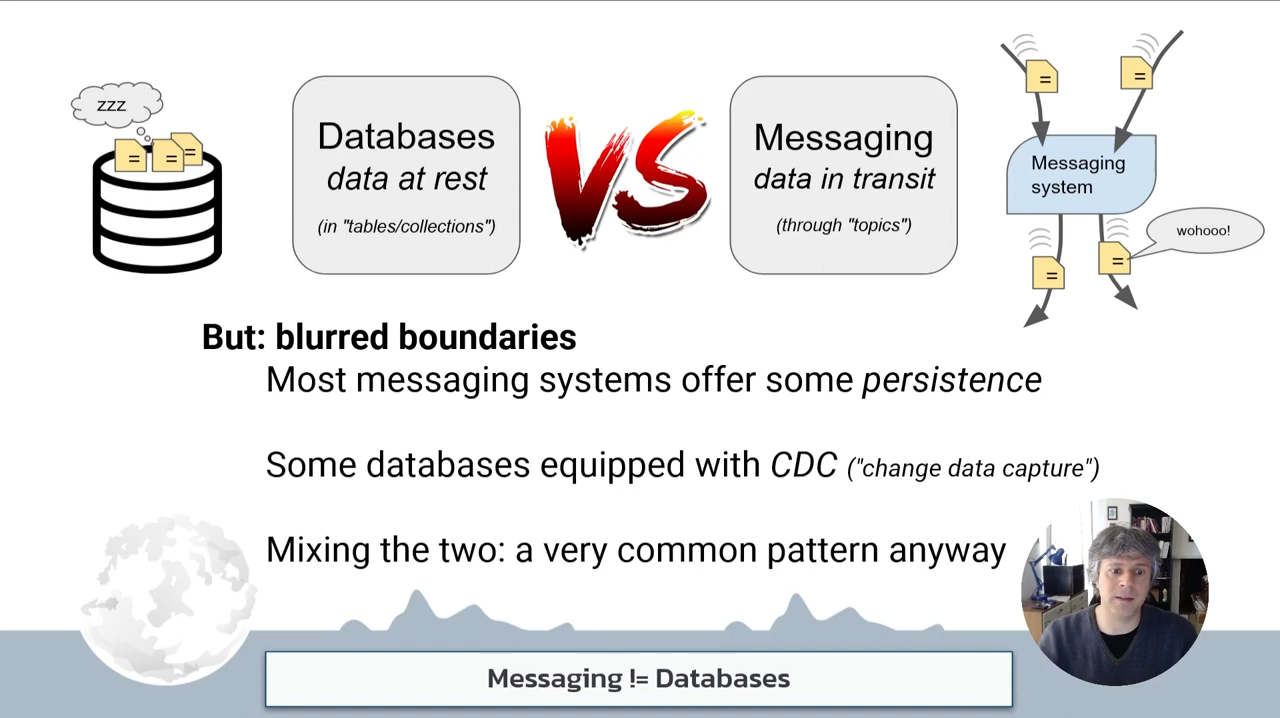 zzz
=
=
=
Databases
data at rest
(in "tables/collections")
VS
Messaging
data in transit
(through "topics")
=
=
Messaging
system
wohooo!
=
=
But: blurred boundaries
Most messaging systems offer some persistence
Some databases equipped with CDC ("change data capture")
Mixing the two: a very common pattern anyway
Messaging != Databases